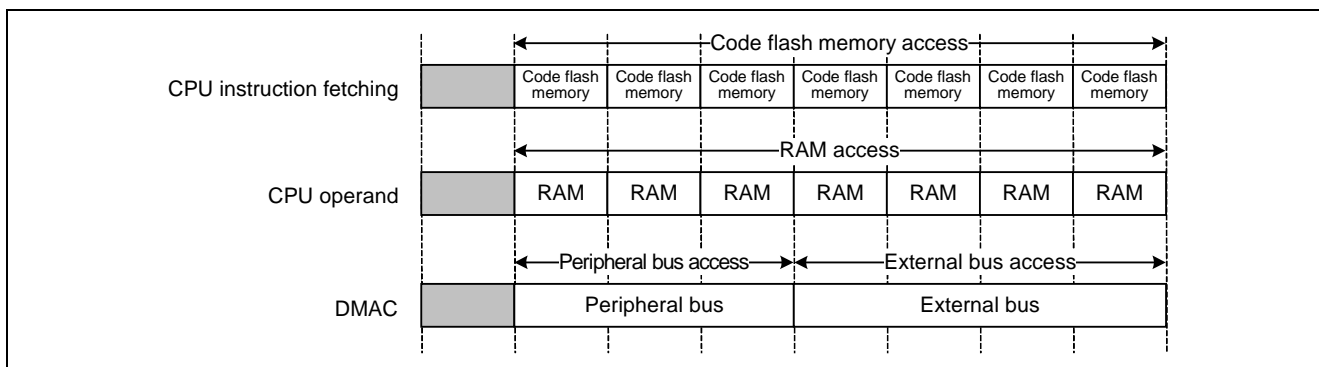 Code flash memory access
CPU instruction fetching
Code flash Code flash Code flash Code flash Code flash Code flash Code flash
memory memory memory memory memory memory memory
RAM access
CPU operand
RAM RAM RAM RAM RAM RAM RAM
Peripheral bus access External bus access
DMAC
Peripheral bus External bus